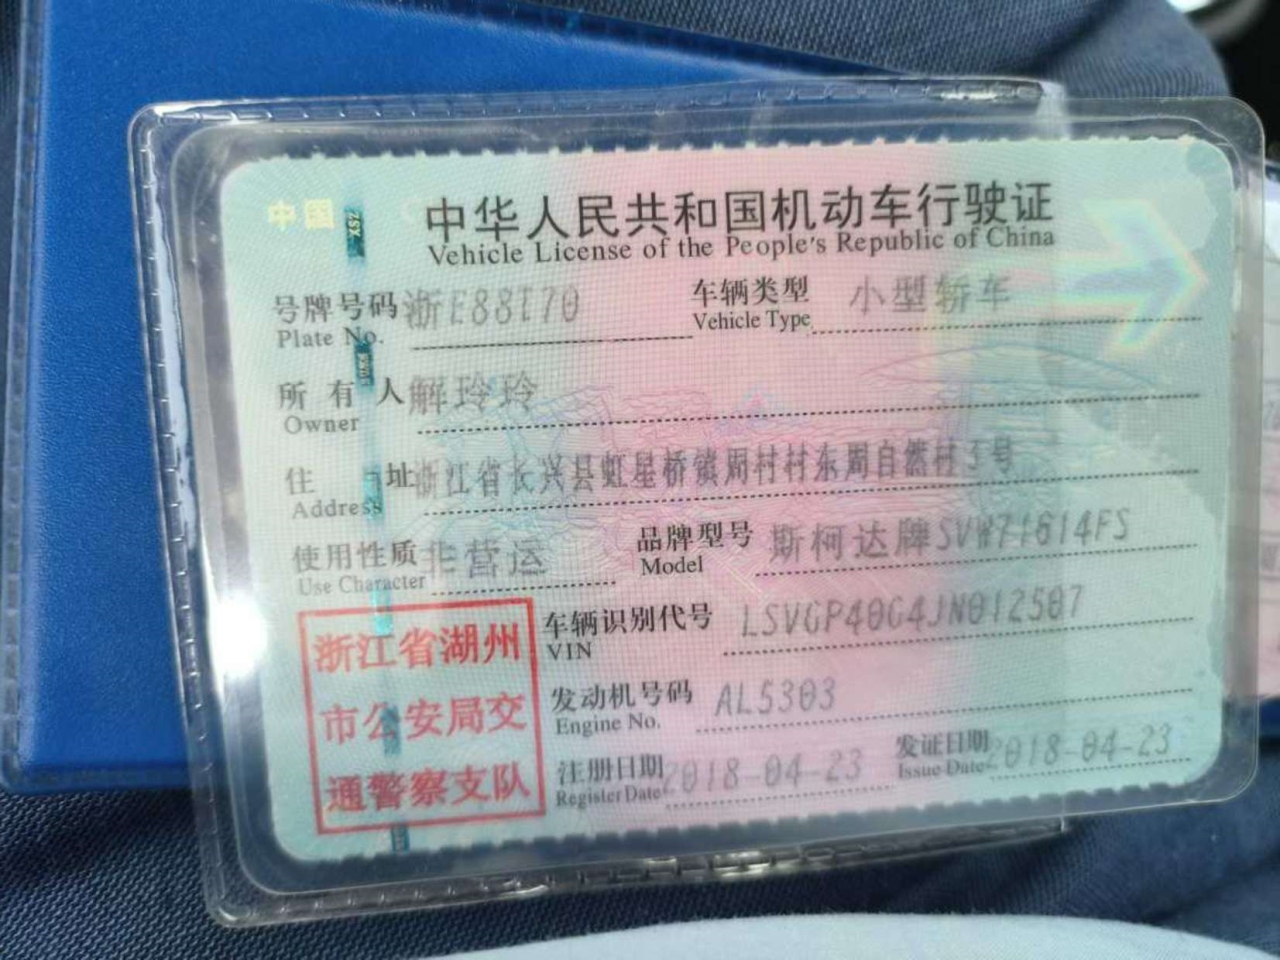 中国
中华人民共和国机动车行驶证
Vehicle License of the People's Republic of China
号牌号码 浙E88T70 车辆类型 小型轿车
Plate No. Vehicle Type
所有人 解玲玲
Owner
住址 浙江省长兴县虹星桥镇周村村东周自然村3号
Address
使用性质 非营运 品牌型号 斯柯达牌SVW71614FS
Use Character Model
浙江省湖州
市公安局交
通警察支队
车辆识别代号 LSVGP40G4JN012507
VIN
发动机号码 AL5303
Engine No.
注册日期 2018-04-23 发证日期 2018-04-23
Register Date Issue Date